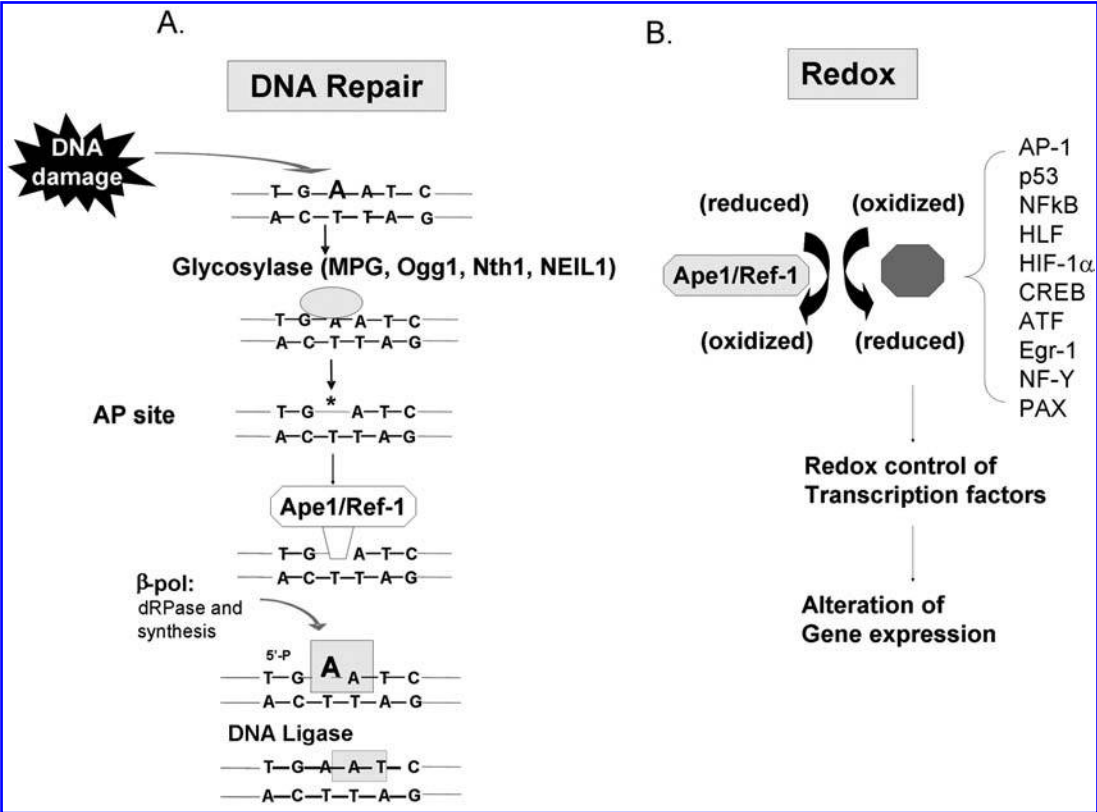 A.
DNA Repair
DNA
damage
T G A A T C
A C T T A G
Glycosylase (MPG, Ogg1, Nth1, NEIL1)
T G A A T C
A C T T A G
AP site
*
T G A T C
A C T T A G
Ape1/Ref-1
T G A T C
A C T T A G
β-pol:
dRPase and
synthesis
5'-P
T G A A T C
A C T T A G
DNA Ligase
T G A A T C
A C T T A G
B.
Redox
(reduced) (oxidized)
Ape1/Ref-1
(oxidized) (reduced)
AP-1
p53
NFkB
HLF
HIF-1α
CREB
ATF
Egr-1
NF-Y
PAX
Redox control of
Transcription factors
Alteration of
Gene expression